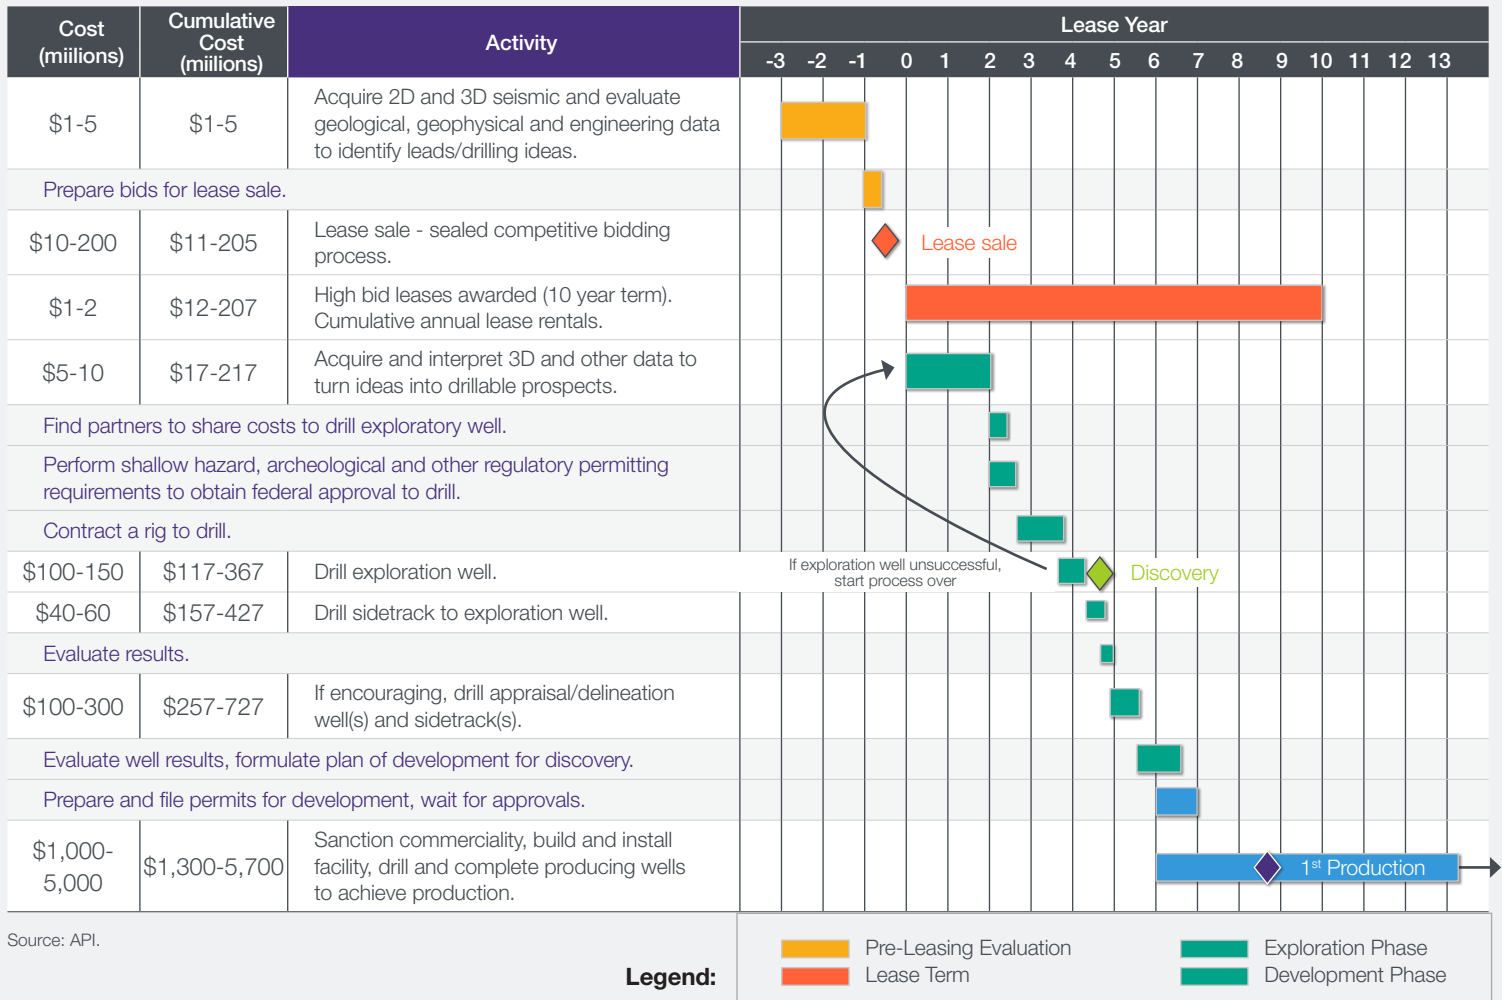 Cost
(miilions)
Cumulative
Cost
(miilions)
Activity
Lease Year
-3 -2 -1 0 1 2 3 4 5 6 7 8 9 10 11 12 13
$1-5
$1-5
Acquire 2D and 3D seismic and evaluate
geological, geophysical and engineering data
to identify leads/drilling ideas.
Prepare bids for lease sale.
$10-200
$11-205
Lease sale - sealed competitive bidding
process.
Lease sale
$1-2
$12-207
High bid leases awarded (10 year term).
Cumulative annual lease rentals.
$5-10
$17-217
Acquire and interpret 3D and other data to
turn ideas into drillable prospects.
Find partners to share costs to drill exploratory well.
Perform shallow hazard, archeological and other regulatory permitting
requirements to obtain federal approval to drill.
Contract a rig to drill.
$100-150
$117-367
Drill exploration well.
If exploration well unsuccessful,
start process over
Discovery
$40-60
$157-427
Drill sidetrack to exploration well.
Evaluate results.
$100-300
$257-727
If encouraging, drill appraisal/delineation
well(s) and sidetrack(s).
Evaluate well results, formulate plan of development for discovery.
Prepare and file permits for development, wait for approvals.
$1,000-
5,000
$1,300-5,700
Sanction commerciality, build and install
facility, drill and complete producing wells
to achieve production.
1st Production
Source: API.
Legend:
Pre-Leasing Evaluation
Lease Term
Exploration Phase
Development Phase